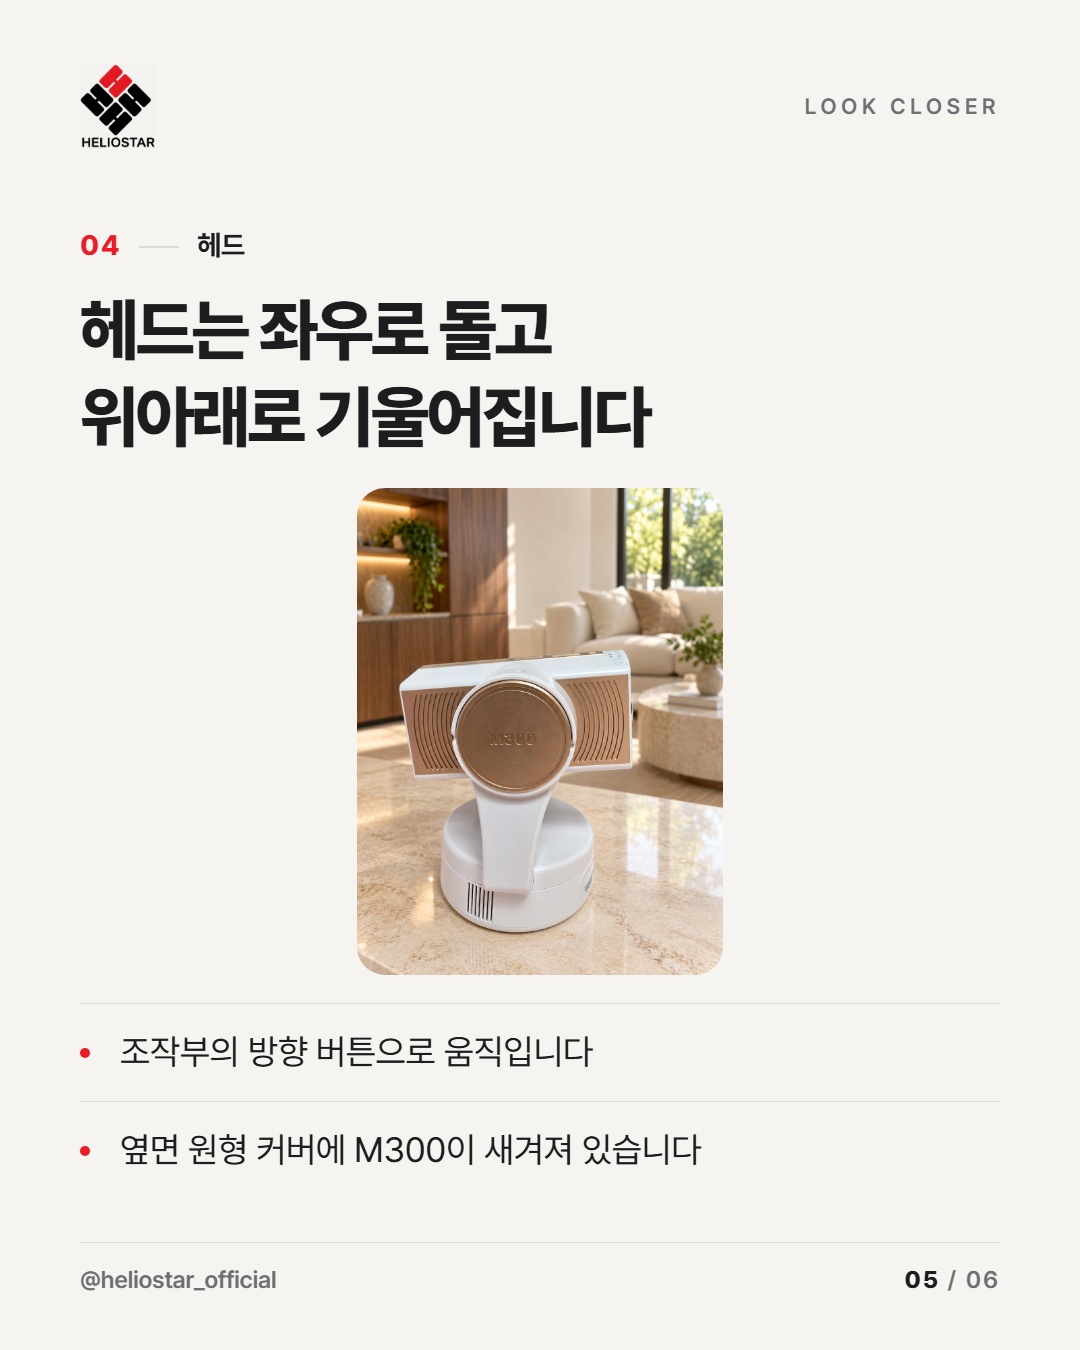 HELIOSTAR
LOOK CLOSER
04 — 헤드
헤드는 좌우로 돌고
위아래로 기울어집니다
M300
• 조작부의 방향 버튼으로 움직입니다
• 옆면 원형 커버에 M300이 새겨져 있습니다
@heliostar_official
05 / 06